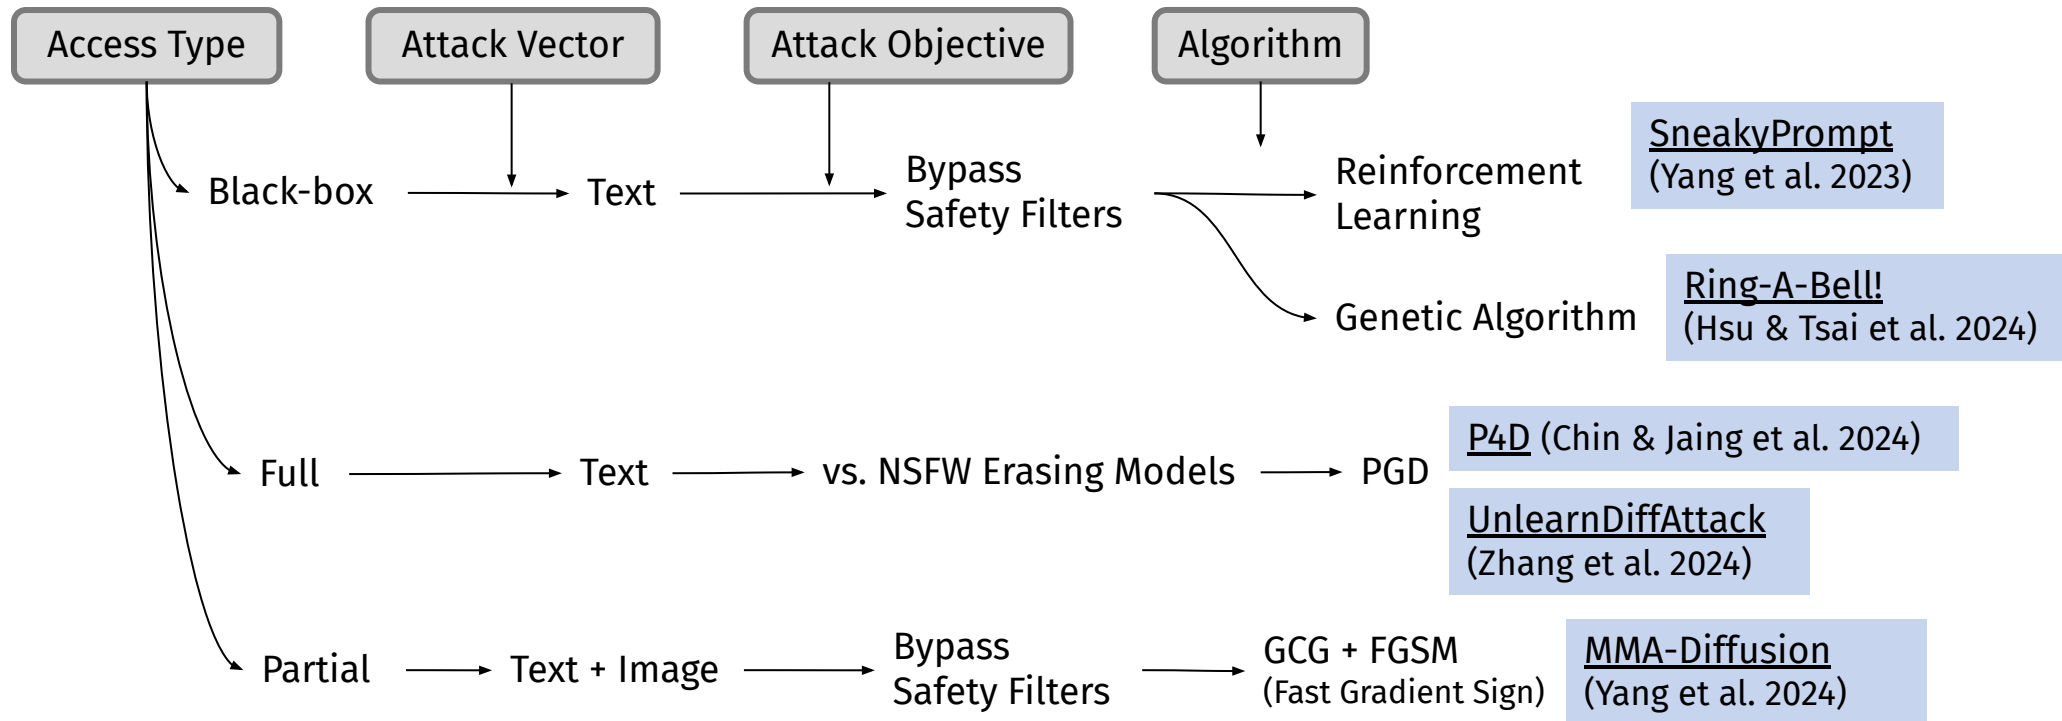 Access Type
Attack Vector
Attack Objective
Algorithm
Black-box
Text
Bypass
Safety Filters
Reinforcement
Learning
SneakyPrompt
(Yang et al. 2023)
Genetic Algorithm
Ring-A-Bell!
(Hsu & Tsai et al. 2024)
Full
Text
vs. NSFW Erasing Models
PGD
P4D (Chin & Jaing et al. 2024)
UnlearnDiffAttack
(Zhang et al. 2024)
Partial
Text + Image
Bypass
Safety Filters
GCG + FGSM
(Fast Gradient Sign)
MMA-Diffusion
(Yang et al. 2024)